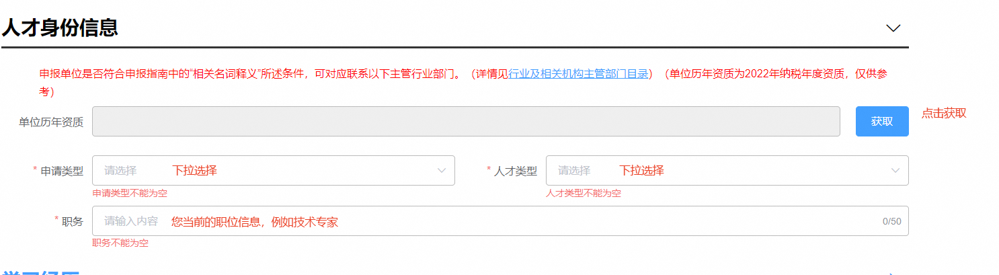 人才身份信息
申报单位是否符合申报指南中的“相关名词释义”所述条件，可对应联系以下主管行业部门。（详情见行业及相关机构主管部门目录）（单位历年资质为2022年纳税年度资质，仅供参
考）
单位历年资质 获取 点击获取
* 申请类型 请选择 下拉选择 * 人才类型 请选择 下拉选择
申请类型不能为空 人才类型不能为空
* 职务 请输入内容 您当前的职位信息，例如技术专家 0/50
职务不能为空